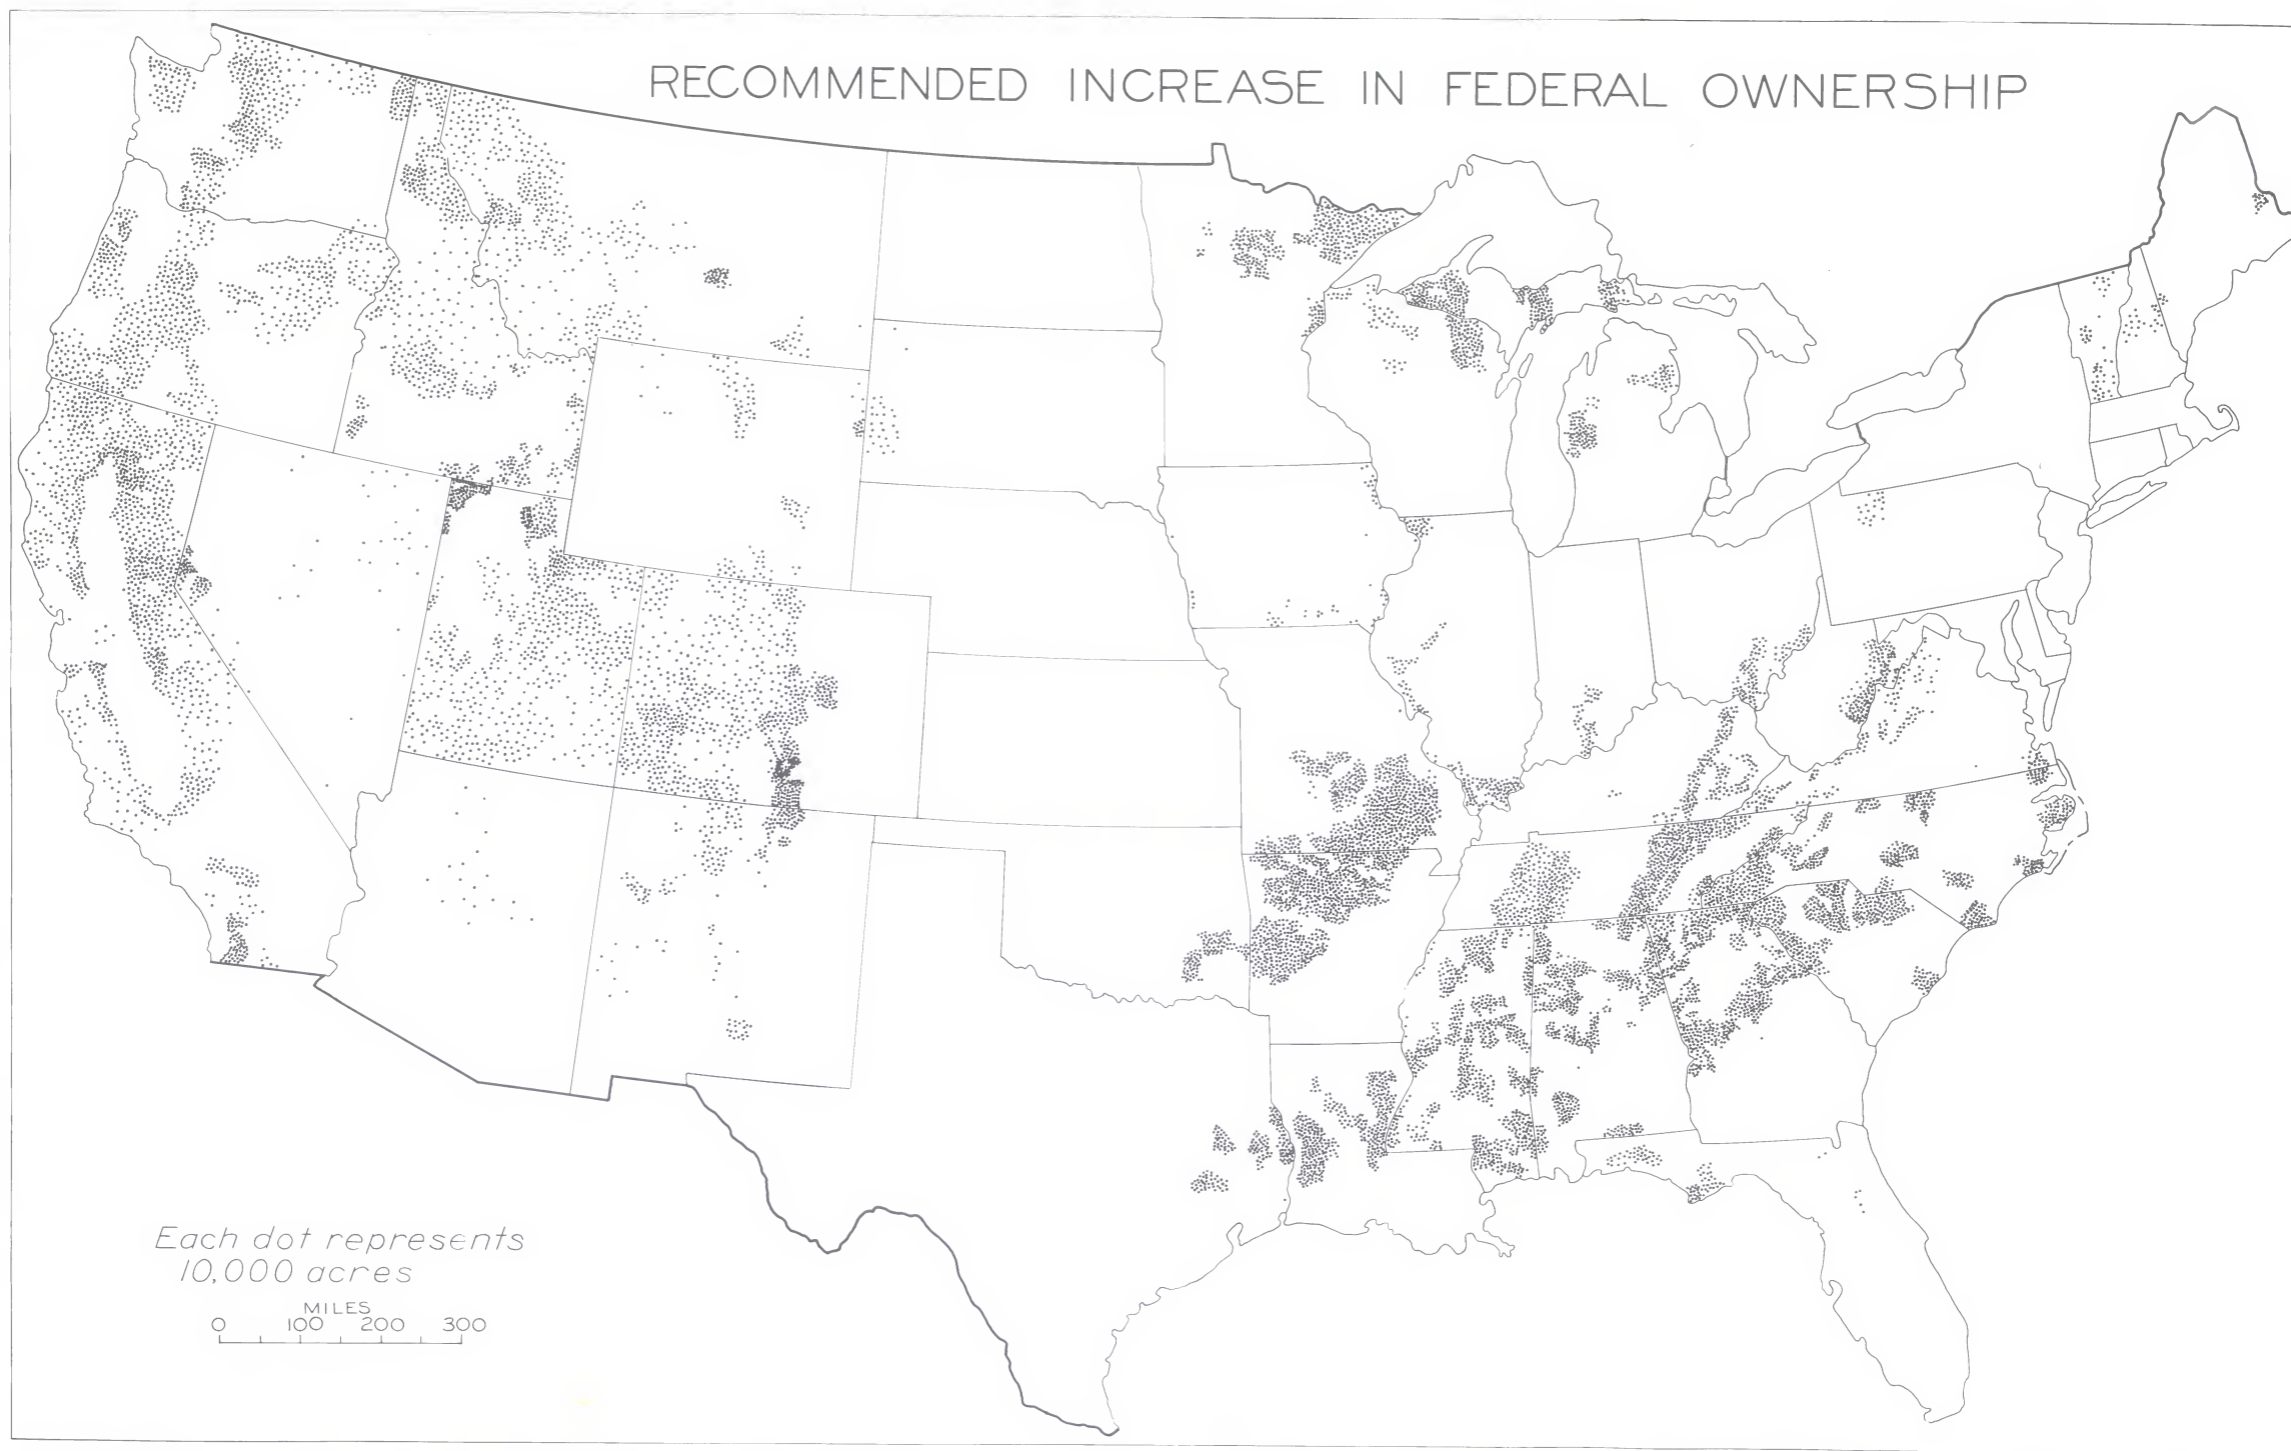 RECOMMENDED INCREASE IN FEDERAL OWNERSHIP
Each dot represents
10,000 acres
MILES
0 100 200 300